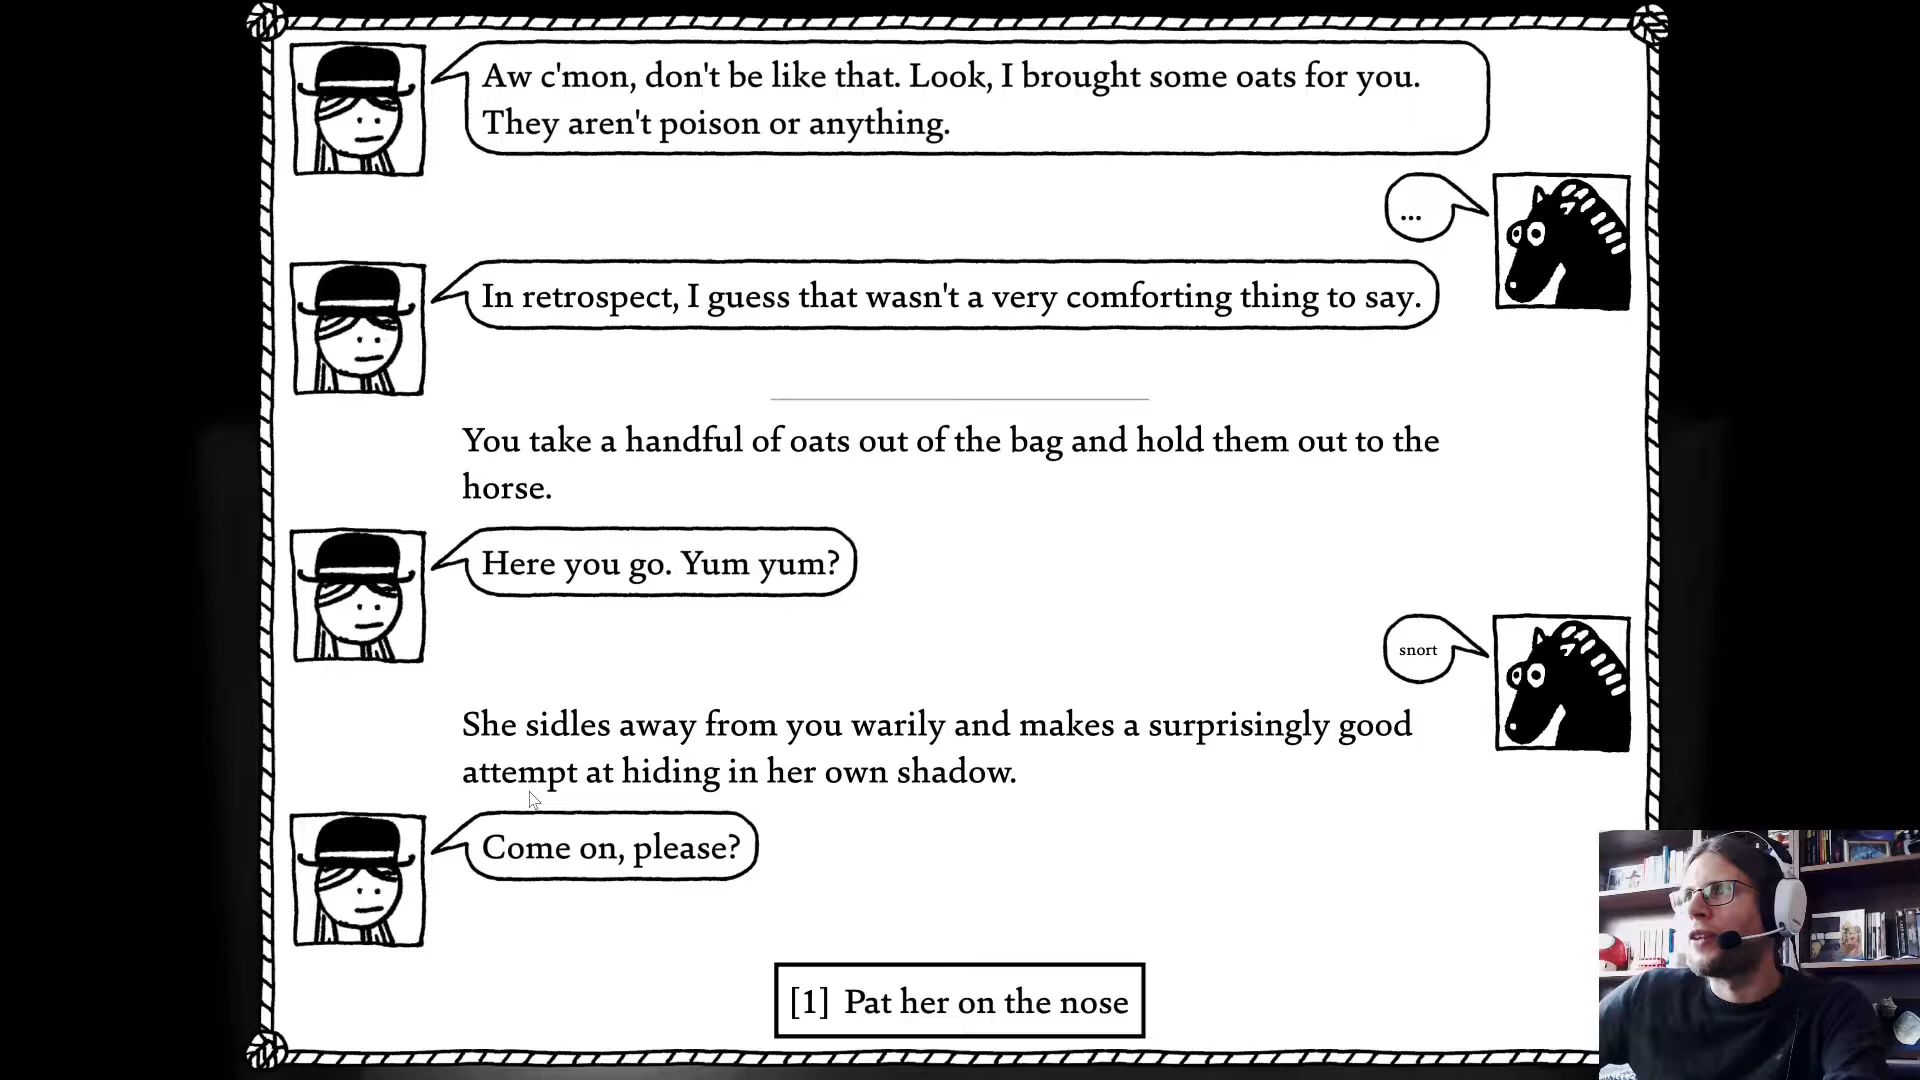 Aw c'mon, don't be like that. Look, I brought some oats for you.
They aren't poison or anything.
...
In retrospect, I guess that wasn't a very comforting thing to say.
You take a handful of oats out of the bag and hold them out to the
horse.
Here you go. Yum yum?
snort
She sidles away from you warily and makes a surprisingly good
attempt at hiding in her own shadow.
Come on, please?
[1] Pat her on the nose